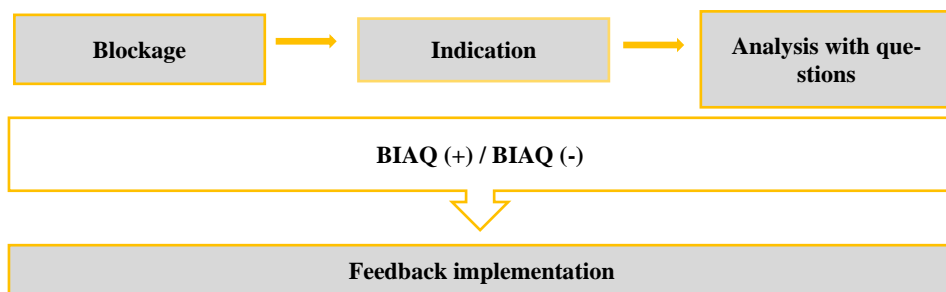 Blockage
Indication
Analysis with que-
stions
BIAQ (+) / BIAQ (-)
Feedback implementation